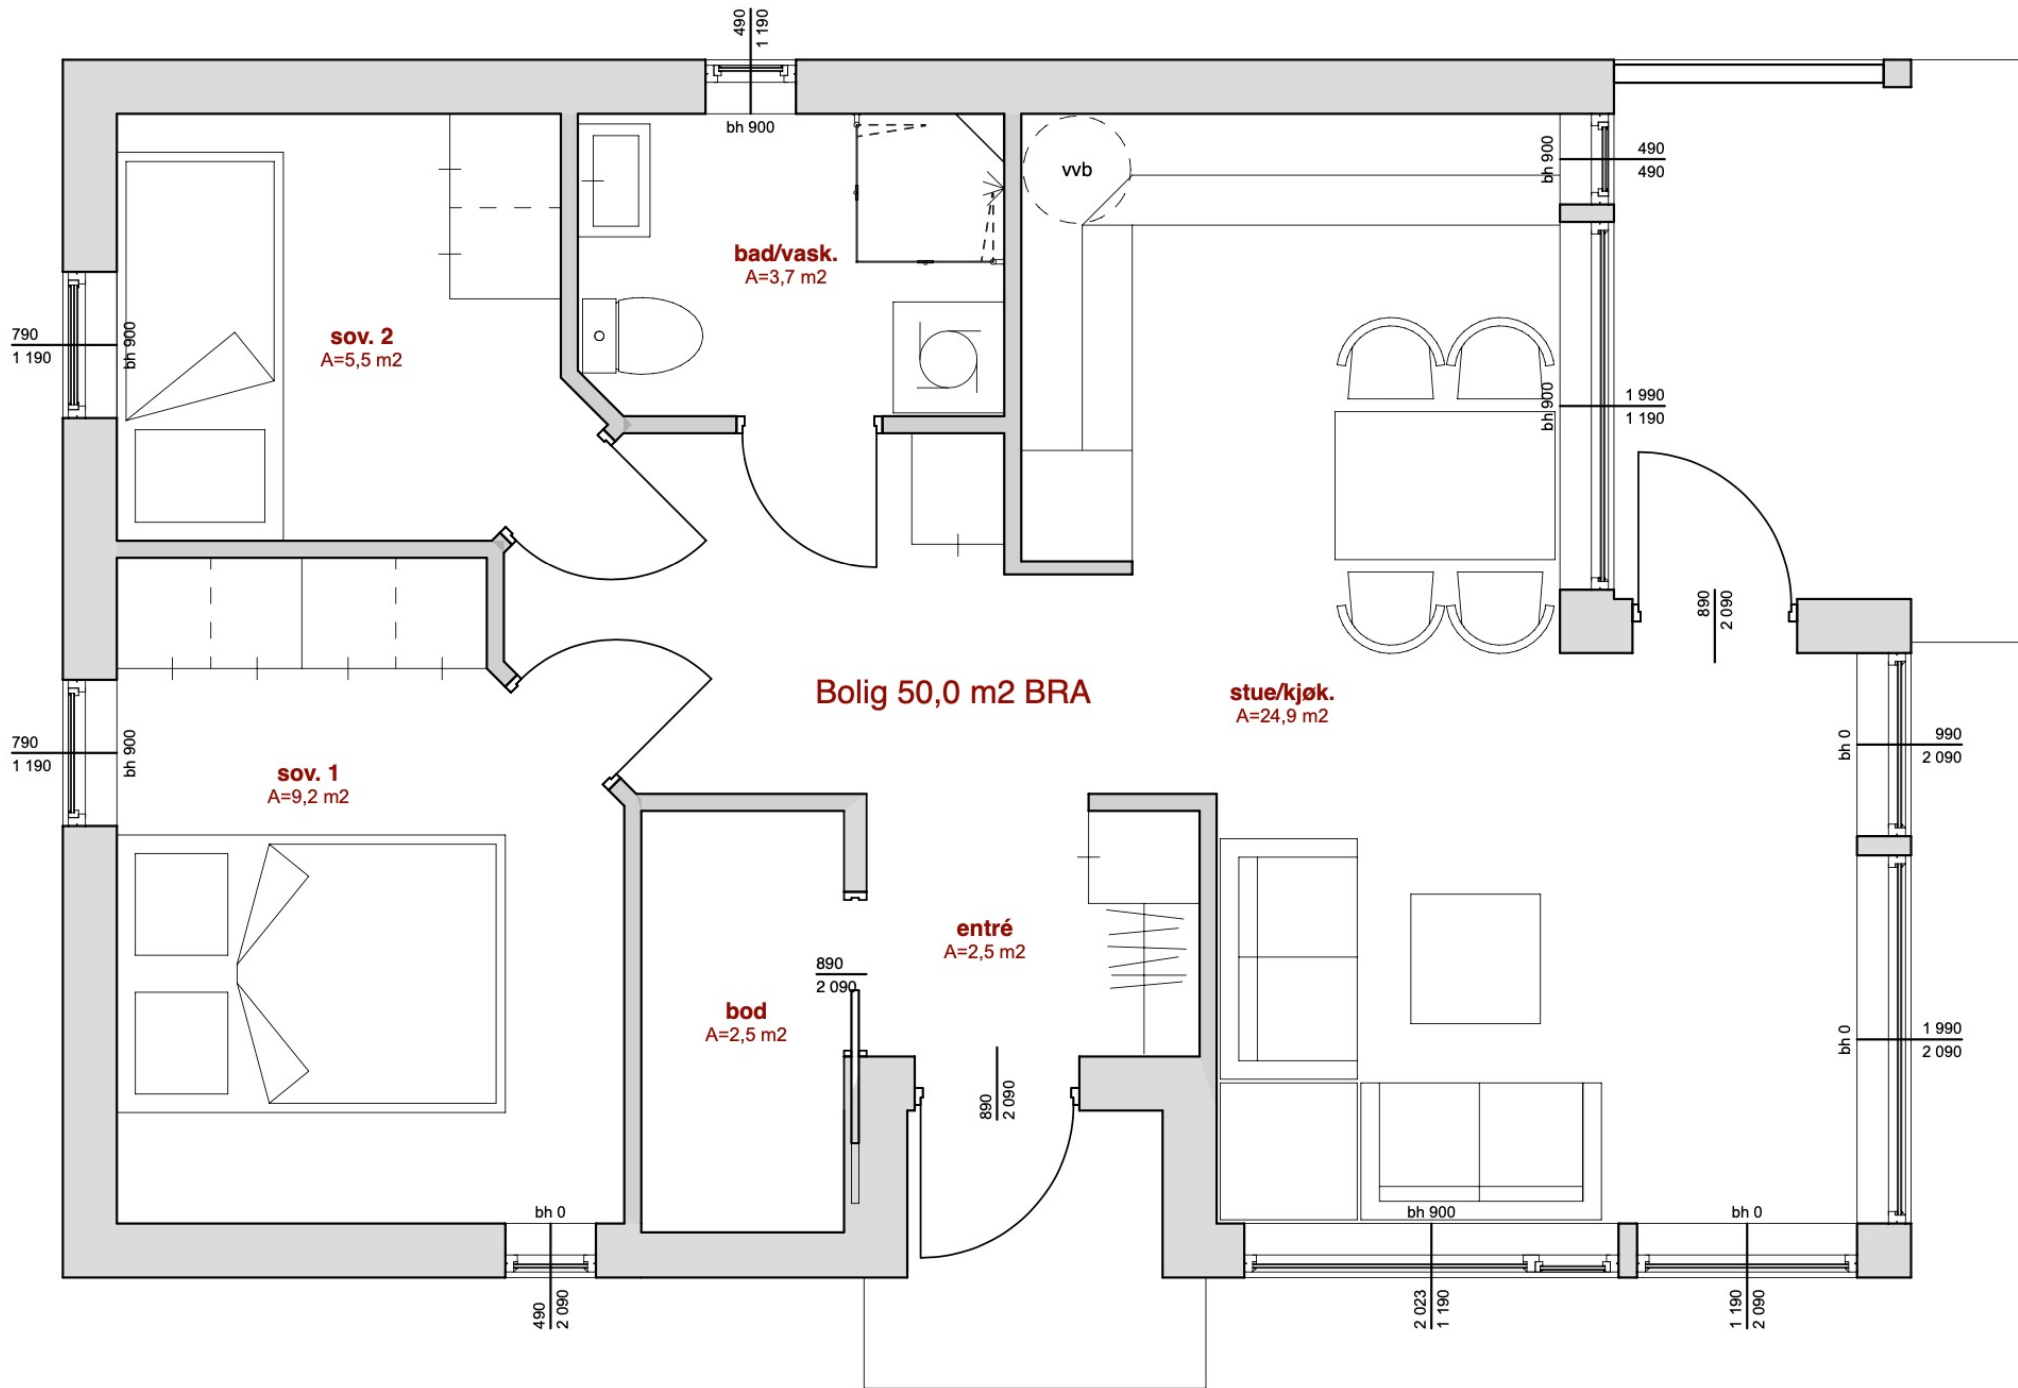 490
1 190
bh 900
vvb
bh 900
490
490
bad/vask.
A=3,7 m2
sov. 2
A=5,5 m2
790
1 190
bh 900
bh 900
1 990
1 190
890
2 090
Bolig 50,0 m2 BRA
stue/kjøk.
A=24,9 m2
790
1 190
bh 900
sov. 1
A=9,2 m2
bh 0
990
2 090
entré
A=2,5 m2
890
2 090
bod
A=2,5 m2
bh 0
1 990
2 090
890
2 090
bh 0
bh 900
bh 0
490
2 090
2 023
1 190
1 190
2 090